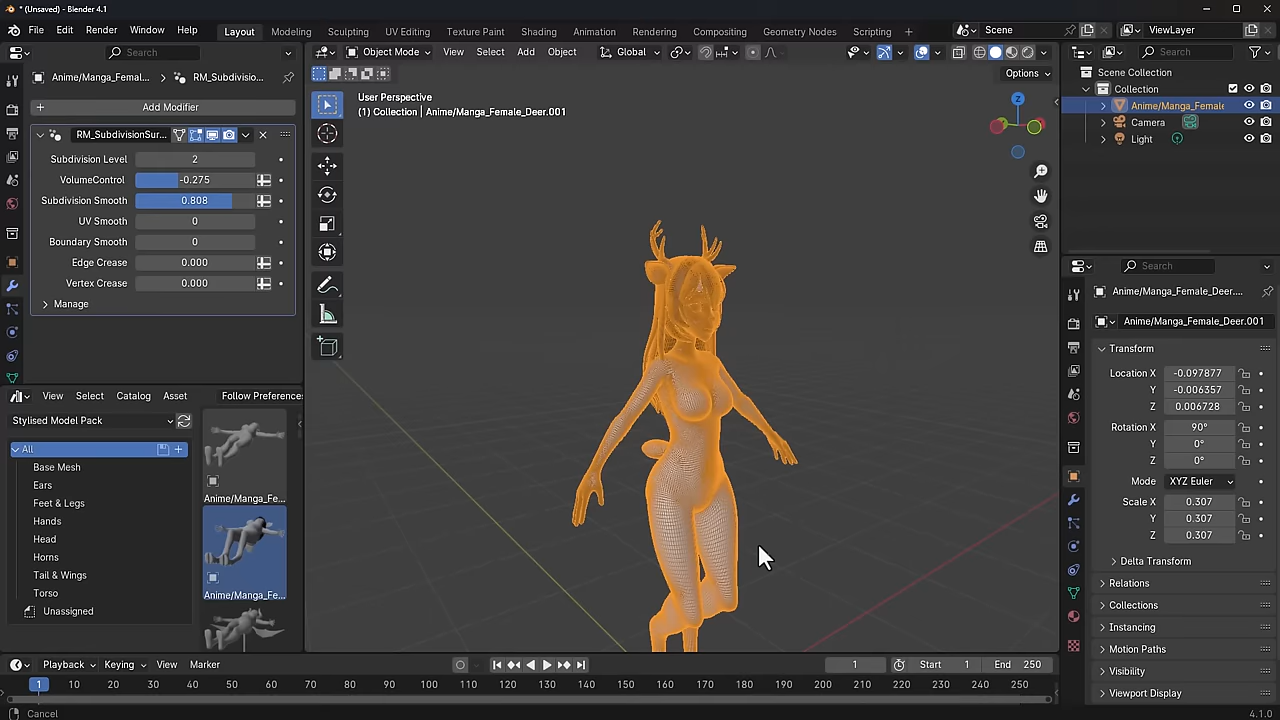 * (Unsaved) - Blender 4.1
File Edit Render Window Help Layout Modeling Sculpting UV Editing Texture Paint Shading Animation Rendering Compositing Geometry Nodes Scripting + Scene ViewLayer
Search Object Mode View Select Add Object Global Search
Options
Anime/Manga_Femal... > RM_Subdivisio...
Add Modifier
RM_SubdivisionSur...
Subdivision Level 2
VolumeControl -0.275
Subdivision Smooth 0.808
UV Smooth 0
Boundary Smooth 0
Edge Crease 0.000
Vertex Crease 0.000
Manage
User Perspective
(1) Collection | Anime/Manga_Female_Deer.001
Z
Scene Collection
Collection
Anime/Manga_Female
Camera
Light
View Select Catalog Asset Follow Preference
Stylised Model Pack
All
Base Mesh
Ears
Feet & Legs
Hands
Head
Horns
Tail & Wings
Torso
Unassigned
Anime/Manga_Fe...
Anime/Manga_Fe...
Search
Anime/Manga_Female_Deer....
Anime/Manga_Female_Deer.001
Transform
Location X -0.097877
Y -0.006357
Z 0.006728
Rotation X 90°
Y 0°
Z 0°
Mode XYZ Euler
Scale X 0.307
Y 0.307
Z 0.307
Delta Transform
Relations
Collections
Instancing
Motion Paths
Visibility
Viewport Display
Playback Keying View Marker 1 Start 1 End 250
1 10 20 30 40 50 60 70 80 90 100 110 120 130 140 150 160 170 180 190 200 210 220 230 240 250
Cancel
4.1.0